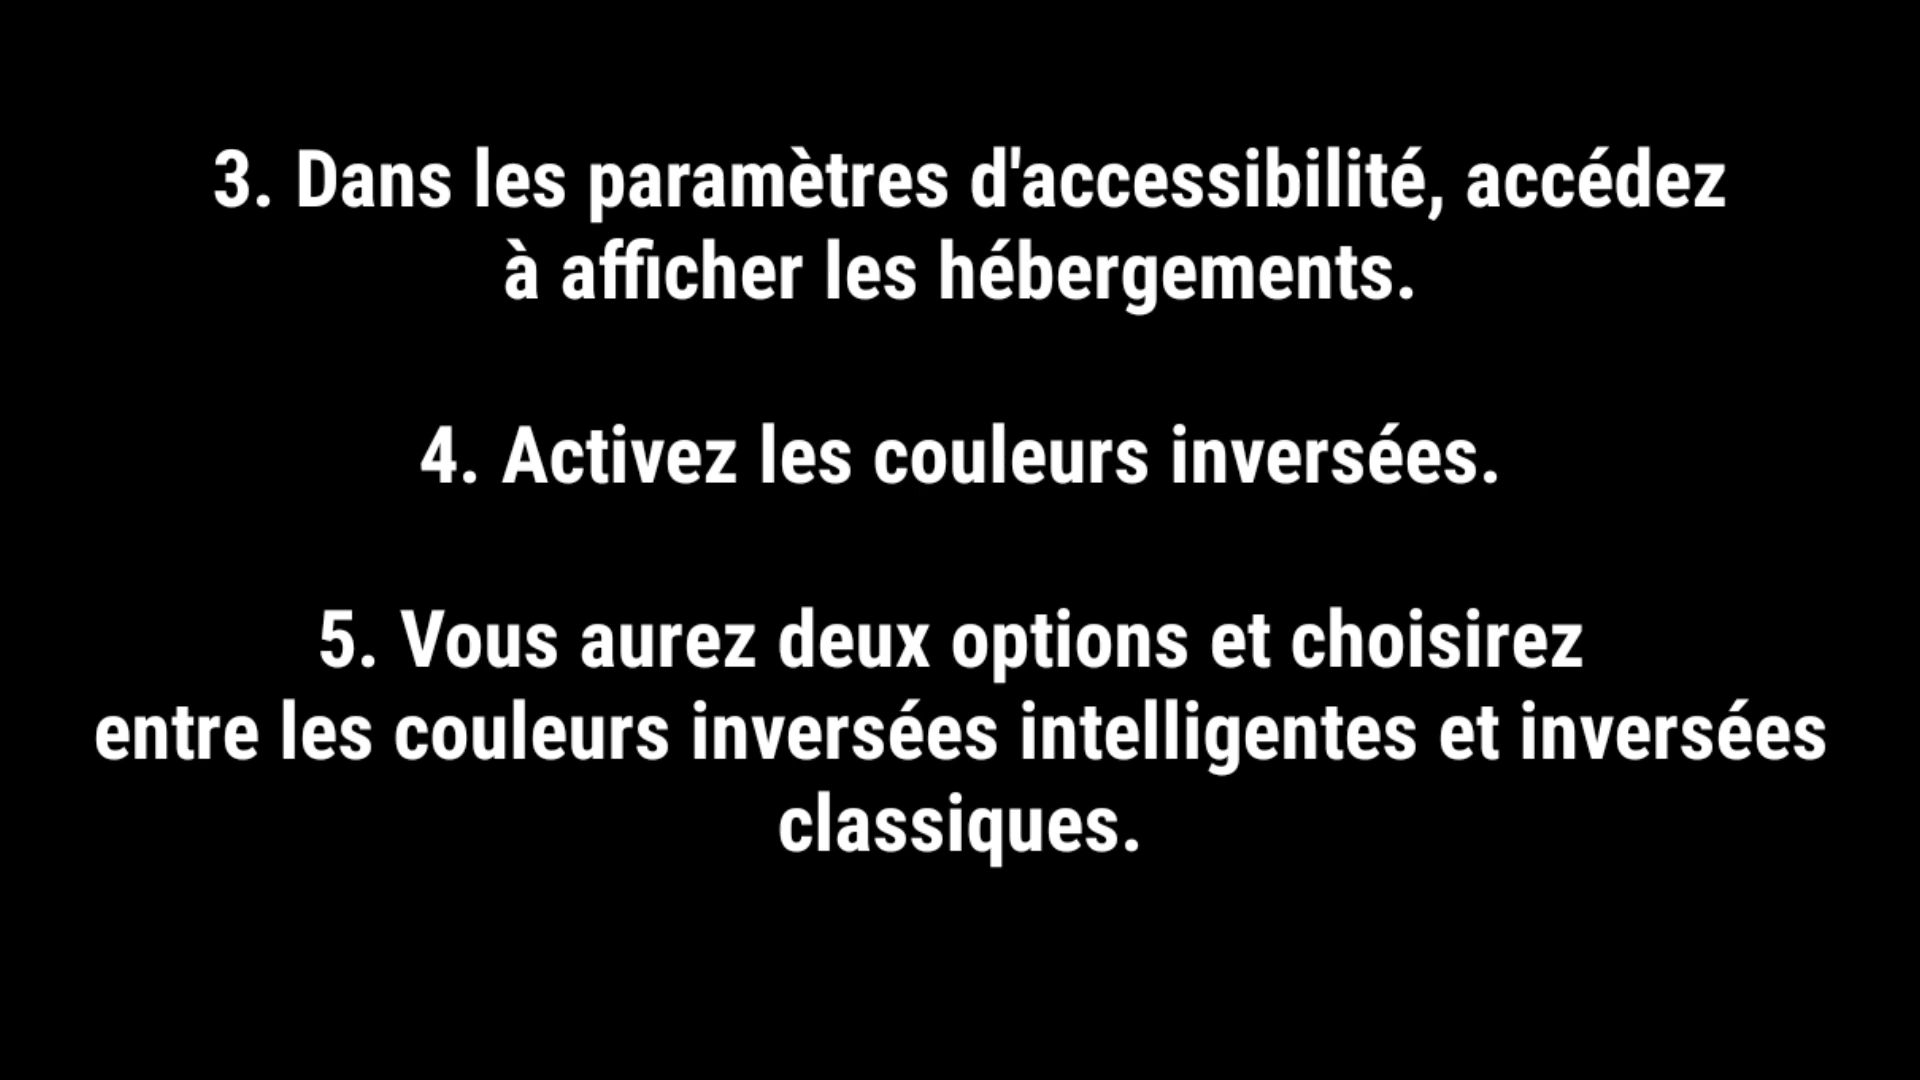 3. Dans les paramètres d'accessibilité, accédez
à afficher les hébergements.
4. Activez les couleurs inversées.
5. Vous aurez deux options et choisirez
entre les couleurs inversées intelligentes et inversées
classiques.